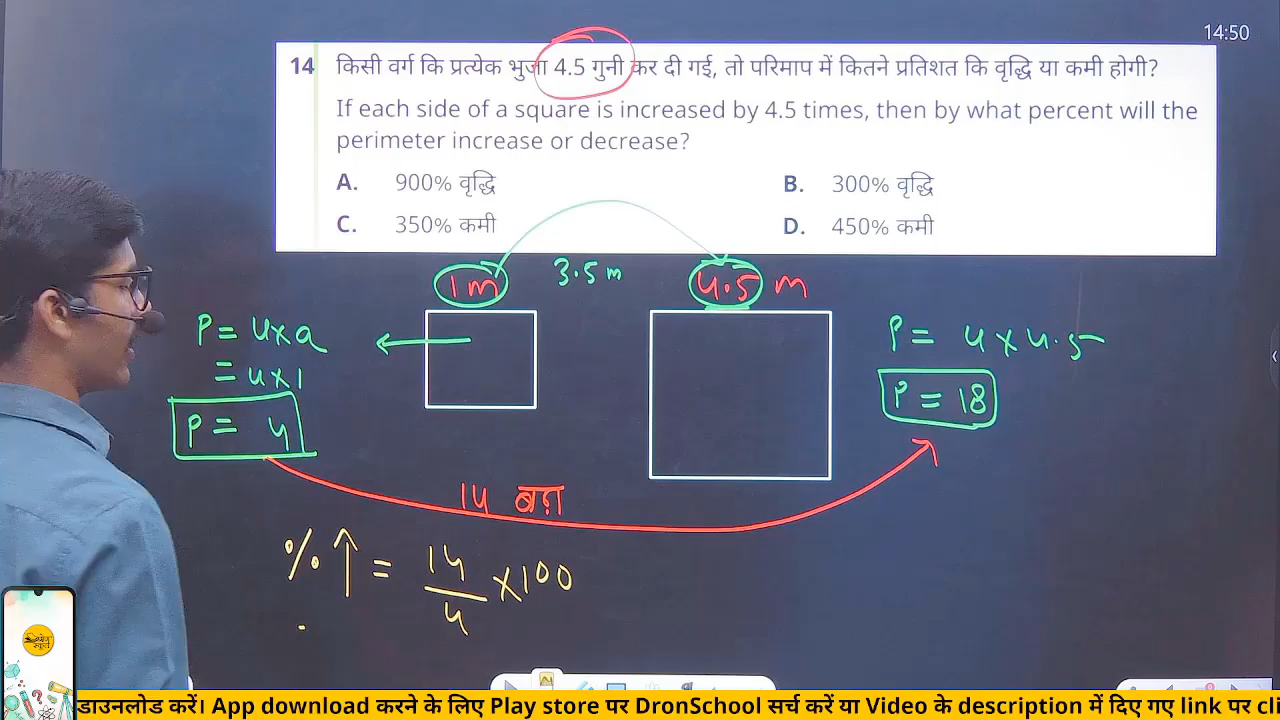 14:50
14 किसी वर्ग कि प्रत्येक भुजा 4.5 गुनी कर दी गई, तो परिमाप में कितने प्रतिशत कि वृद्धि या कमी होगी?
If each side of a square is increased by 4.5 times, then by what percent will the
perimeter increase or decrease?
A. 900% वृद्धि B. 300% वृद्धि
C. 350% कमी D. 450% कमी
1m 3.5 m 4.5 m
P = 4×a
= 4×1
P = 4
P = 4×4.5
P = 18
14 बड़ा
% ↑ = 14/4 ×100
डाउनलोड करें। App download करने के लिए Play store पर DronSchool सर्च करें या Video के description में दिए गए link पर cli